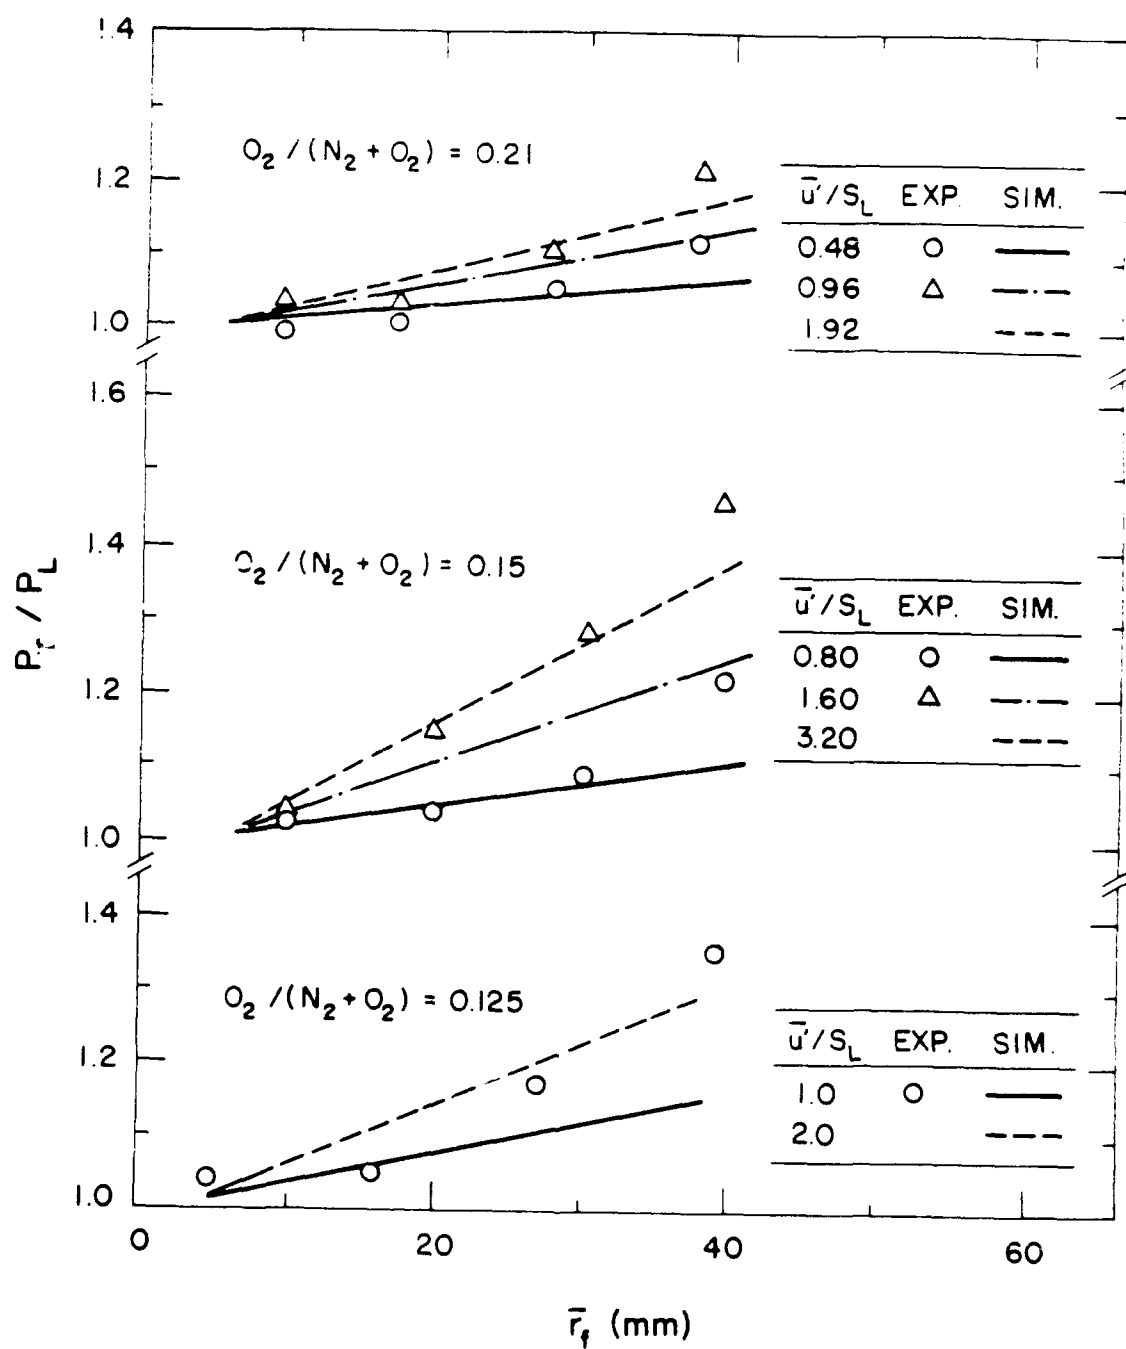 1.4
O₂/(N₂ + O₂) = 0.21
1.2
1.0
u̅'/S_L EXP. SIM.
0.48
0.96
1.92
1.6
1.4
O₂/(N₂ + O₂) = 0.15
1.2
1.0
u̅'/S_L EXP. SIM.
0.80
1.60
3.20
P_r / P_L
1.4
O₂/(N₂ + O₂) = 0.125
1.2
1.0
u̅'/S_L EXP. SIM.
1.0
2.0
0 20 40 60
r̅_f (mm)